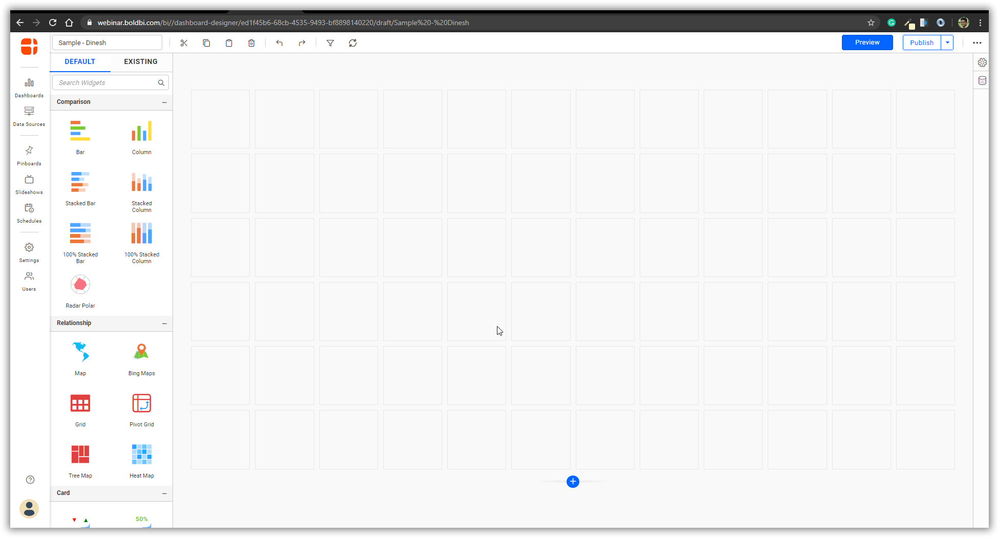 webinar.boldbi.com/bi//dashboard-designer/ed1f45b6-68cb-4535-9493-bf8898140220/draft/Sample%20-%20Dinesh
Sample - Dinesh
Preview
Publish
DEFAULT
EXISTING
Search Widgets
Dashboards
Data Sources
Pinboards
Slideshows
Schedules
Settings
Users
Comparison
Bar
Column
Stacked Bar
Stacked
Column
100% Stacked
Bar
100% Stacked
Column
Radar Polar
Relationship
Map
Bing Maps
Grid
Pivot Grid
Tree Map
Heat Map
Card
50%